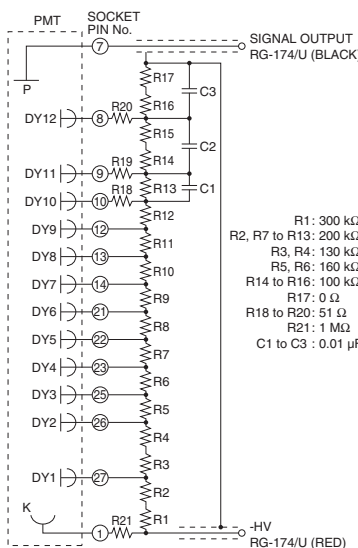 PMT
SOCKET
PIN No.
7
SIGNAL OUTPUT
RG-174/U (BLACK)
P
R17
C3
R16
DY12
8
R20
R15
C2
R14
DY11
9
R19
R13
C1
DY10
10
R18
R12
DY9
12
R11
DY8
13
R10
DY7
14
R9
DY6
21
R8
DY5
22
R7
DY4
23
R6
DY3
25
R5
DY2
26
R4
R3
DY1
27
R2
K
R1
1
R21
-HV
RG-174/U (RED)
R1 : 300 kΩ
R2, R7 to R13 : 200 kΩ
R3, R4 : 130 kΩ
R5, R6 : 160 kΩ
R14 to R16 : 100 kΩ
R17 : 0 Ω
R18 to R20 : 51 Ω
R21 : 1 MΩ
C1 to C3 : 0.01 µF